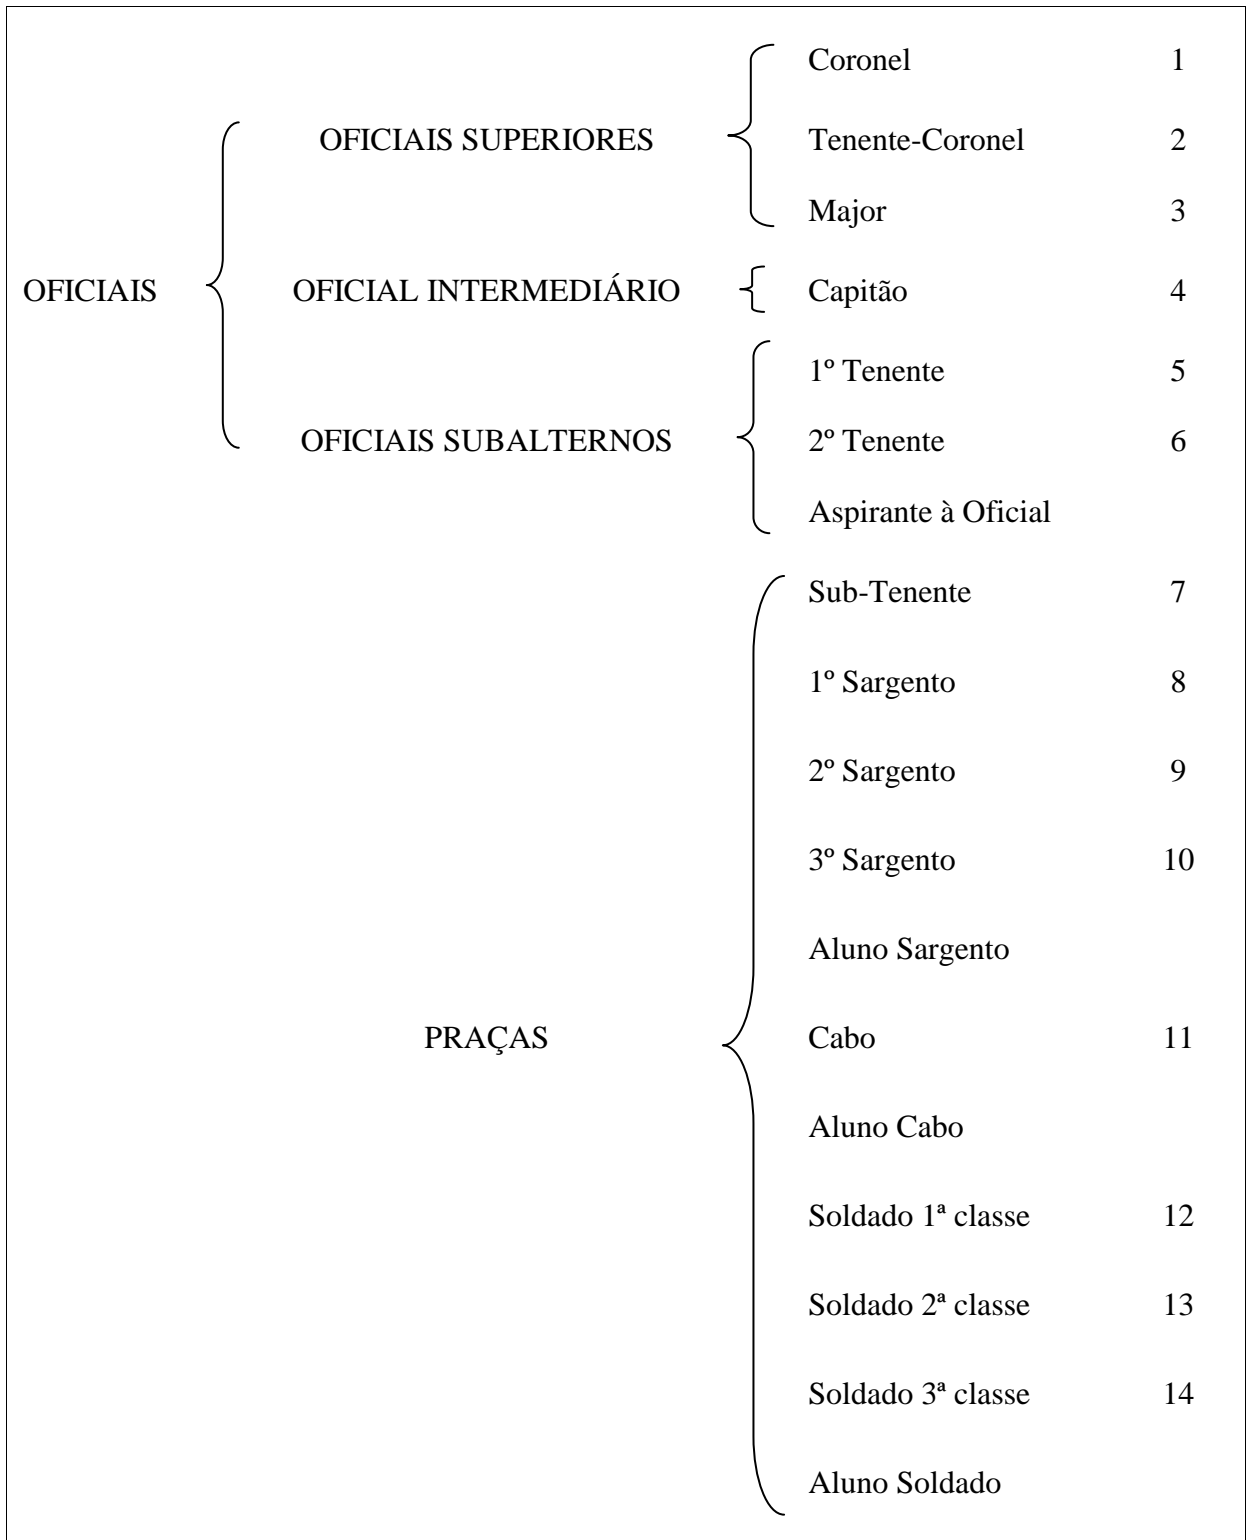 Coronel 1
OFICIAIS SUPERIORES Tenente-Coronel 2
Major 3
OFICIAIS OFICIAL INTERMEDIÁRIO Capitão 4
1º Tenente 5
OFICIAIS SUBALTERNOS 2º Tenente 6
Aspirante à Oficial
Sub-Tenente 7
1º Sargento 8
2º Sargento 9
3º Sargento 10
Aluno Sargento
PRAÇAS Cabo 11
Aluno Cabo
Soldado 1ª classe 12
Soldado 2ª classe 13
Soldado 3ª classe 14
Aluno Soldado